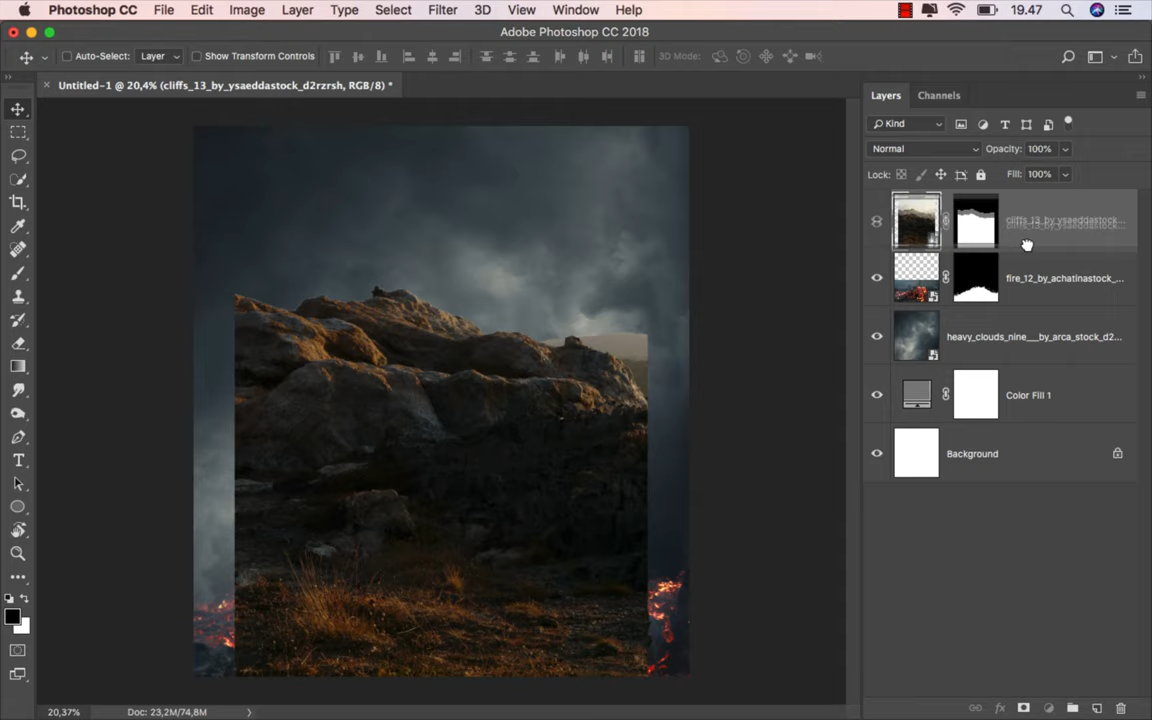 Photoshop CC File Edit Image Layer Type Select Filter 3D View Window Help 19.47
Adobe Photoshop CC 2018
Auto-Select: Layer Show Transform Controls 3D Mode:
Untitled-1 @ 20,4% (cliffs_13_by_ysaeddastock_d2rzrsh, RGB/8) *
Layers Channels
Kind
Normal Opacity: 100%
Lock: Fill: 100%
cliffs_13_by_ysaeddastock...
cliffs_13_by_ysaeddastock...
fire_12_by_achatinastock_...
heavy_clouds_nine___by_arca_stock_d2...
Color Fill 1
Background
20,37% Doc: 23,2M/74,8M